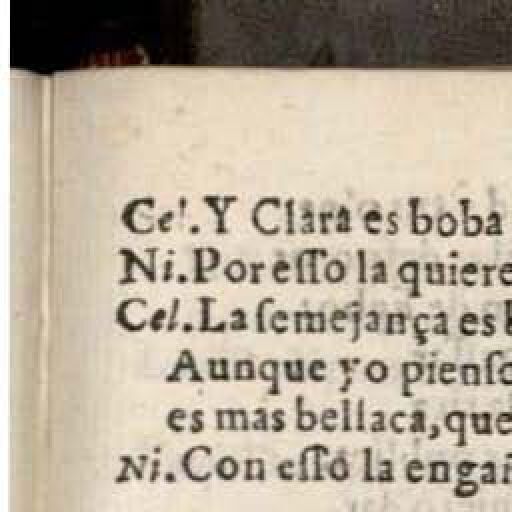 Cel. Y Clara es boba
Ni. Por esso la quiere
Cel. La semejança es
Aunque yo pienso
es mas bellaca, que
Ni. Con esso la